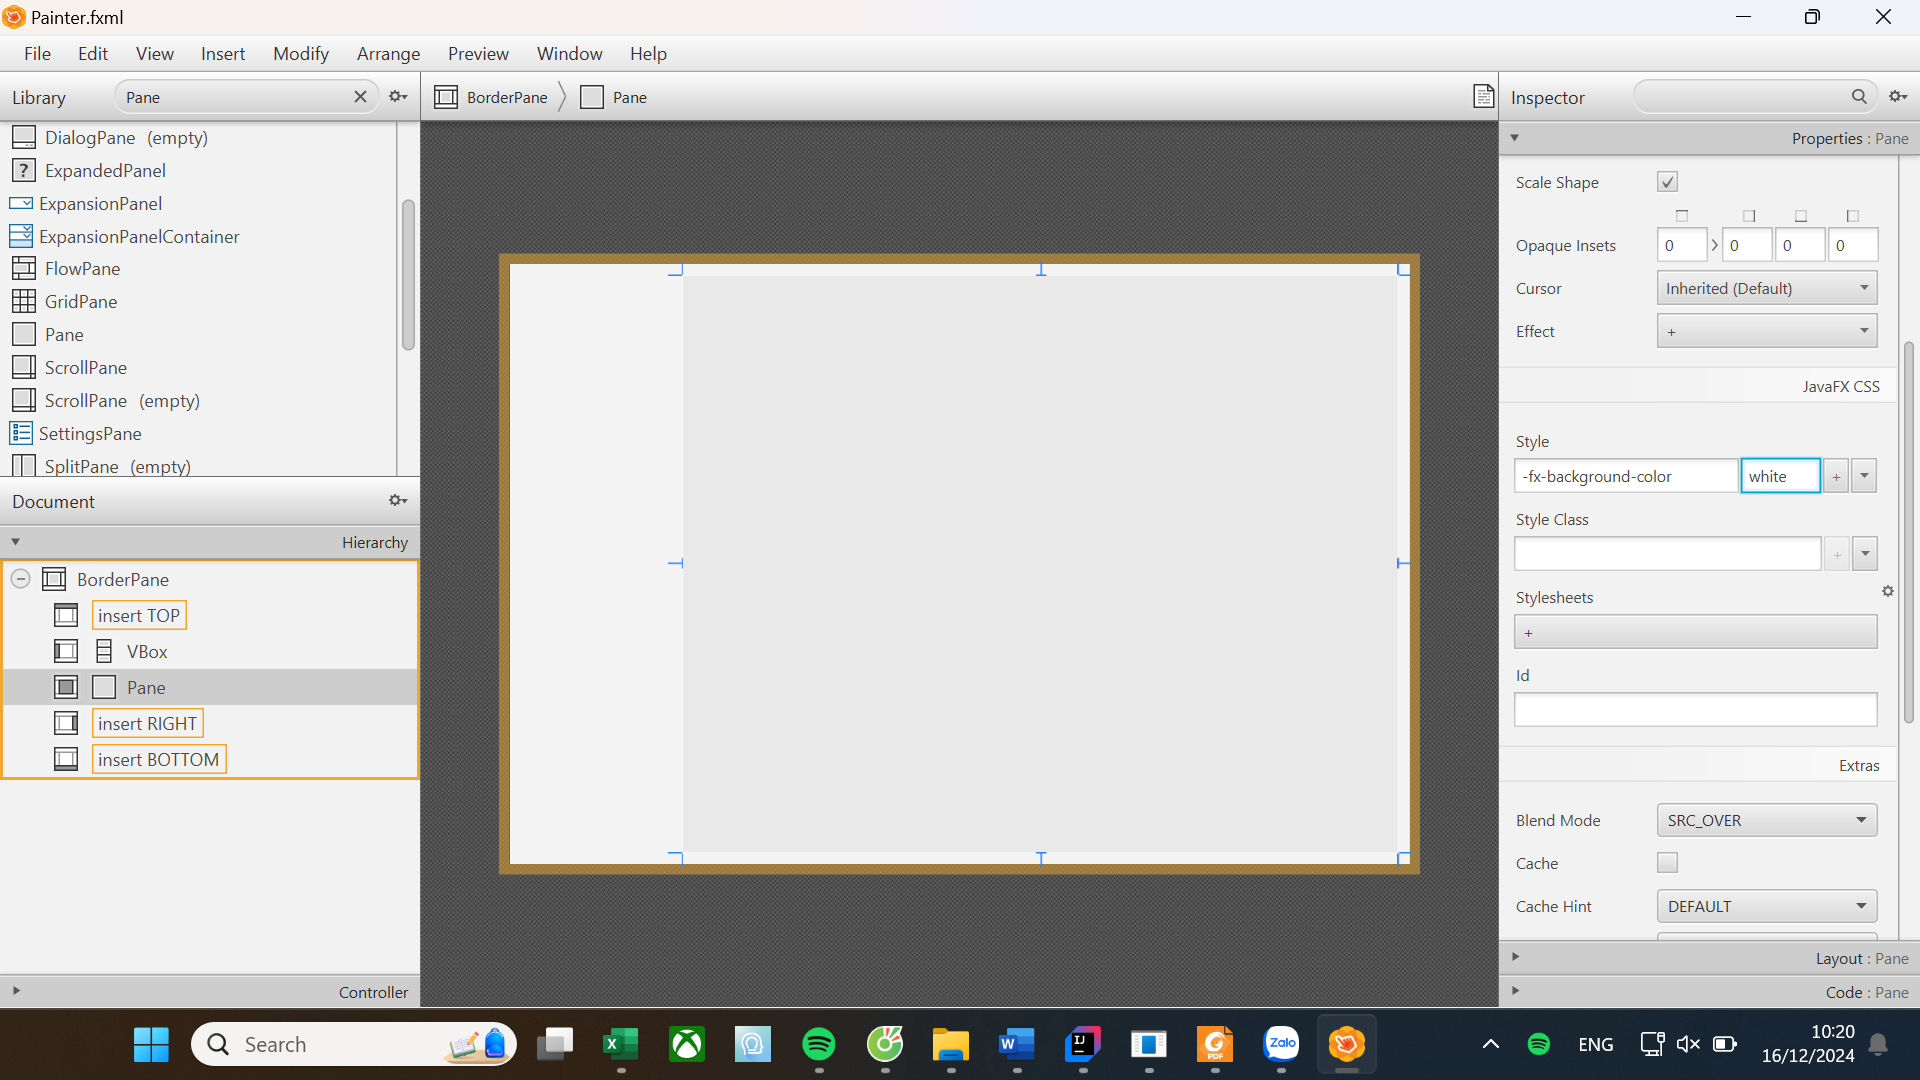 Painter.fxml
File Edit View Insert Modify Arrange Preview Window Help
Library Pane
DialogPane (empty)
ExpandedPanel
ExpansionPanel
ExpansionPanelContainer
FlowPane
GridPane
Pane
ScrollPane
ScrollPane (empty)
SettingsPane
SplitPane (empty)
Document
Hierarchy
BorderPane
insert TOP
VBox
Pane
insert RIGHT
insert BOTTOM
Controller
BorderPane Pane
Inspector
Properties : Pane
Scale Shape
Opaque Insets 0 0 0 0
Cursor Inherited (Default)
Effect +
JavaFX CSS
Style
-fx-background-color white +
Style Class
+
Stylesheets
+
Id
Extras
Blend Mode SRC_OVER
Cache
Cache Hint DEFAULT
Layout : Pane
Code : Pane
Search
X
W
IJ
PDF
Zalo
ENG
10:20
16/12/2024